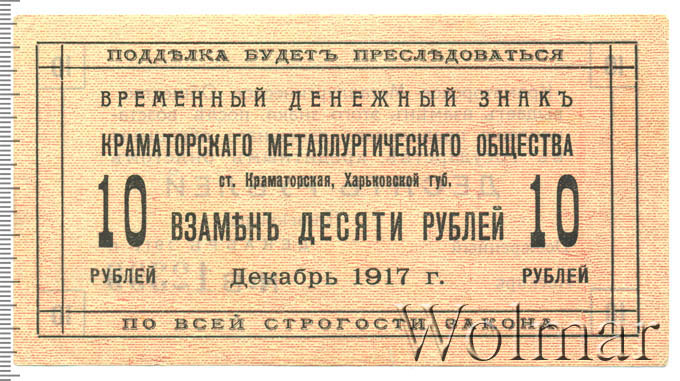 ПОДДѢЛКА БУДЕТЪ ПРЕСЛѢДОВАТЬСЯ
ВРЕМЕННЫЙ ДЕНЕЖНЫЙ ЗНАКЪ
КРАМАТОРСКАГО МЕТАЛЛУРГИЧЕСКАГО ОБЩЕСТВА
ст. Краматорская, Харьковской губ.
10 ВЗАМѢНЪ ДЕСЯТИ РУБЛЕЙ 10
РУБЛЕЙ Декабрь 1917 г. РУБЛЕЙ
ПО ВСЕЙ СТРОГОСТИ ЗАКОНА
Wolmar